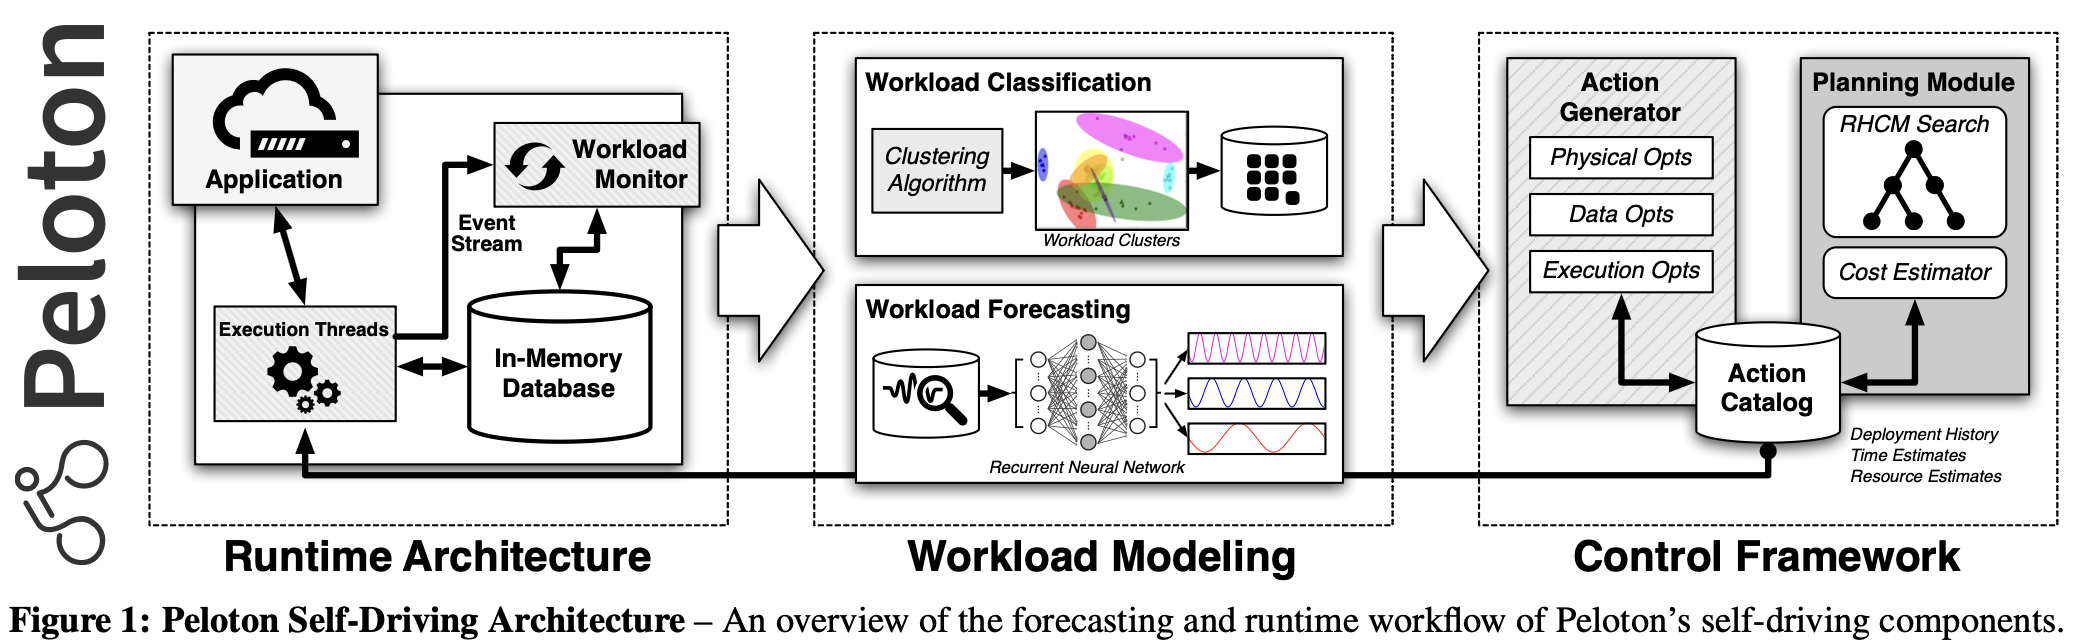 Peloton
Application
Workload
Monitor
Event
Stream
Execution Threads
In-Memory
Database
Runtime Architecture
Workload Classification
Clustering
Algorithm
Workload Clusters
Workload Forecasting
Recurrent Neural Network
Workload Modeling
Action
Generator
Physical Opts
Data Opts
Execution Opts
Planning Module
RHCM Search
Cost Estimator
Action
Catalog
Deployment History
Time Estimates
Resource Estimates
Control Framework
Figure 1: Peloton Self-Driving Architecture – An overview of the forecasting and runtime workflow of Peloton’s self-driving components.